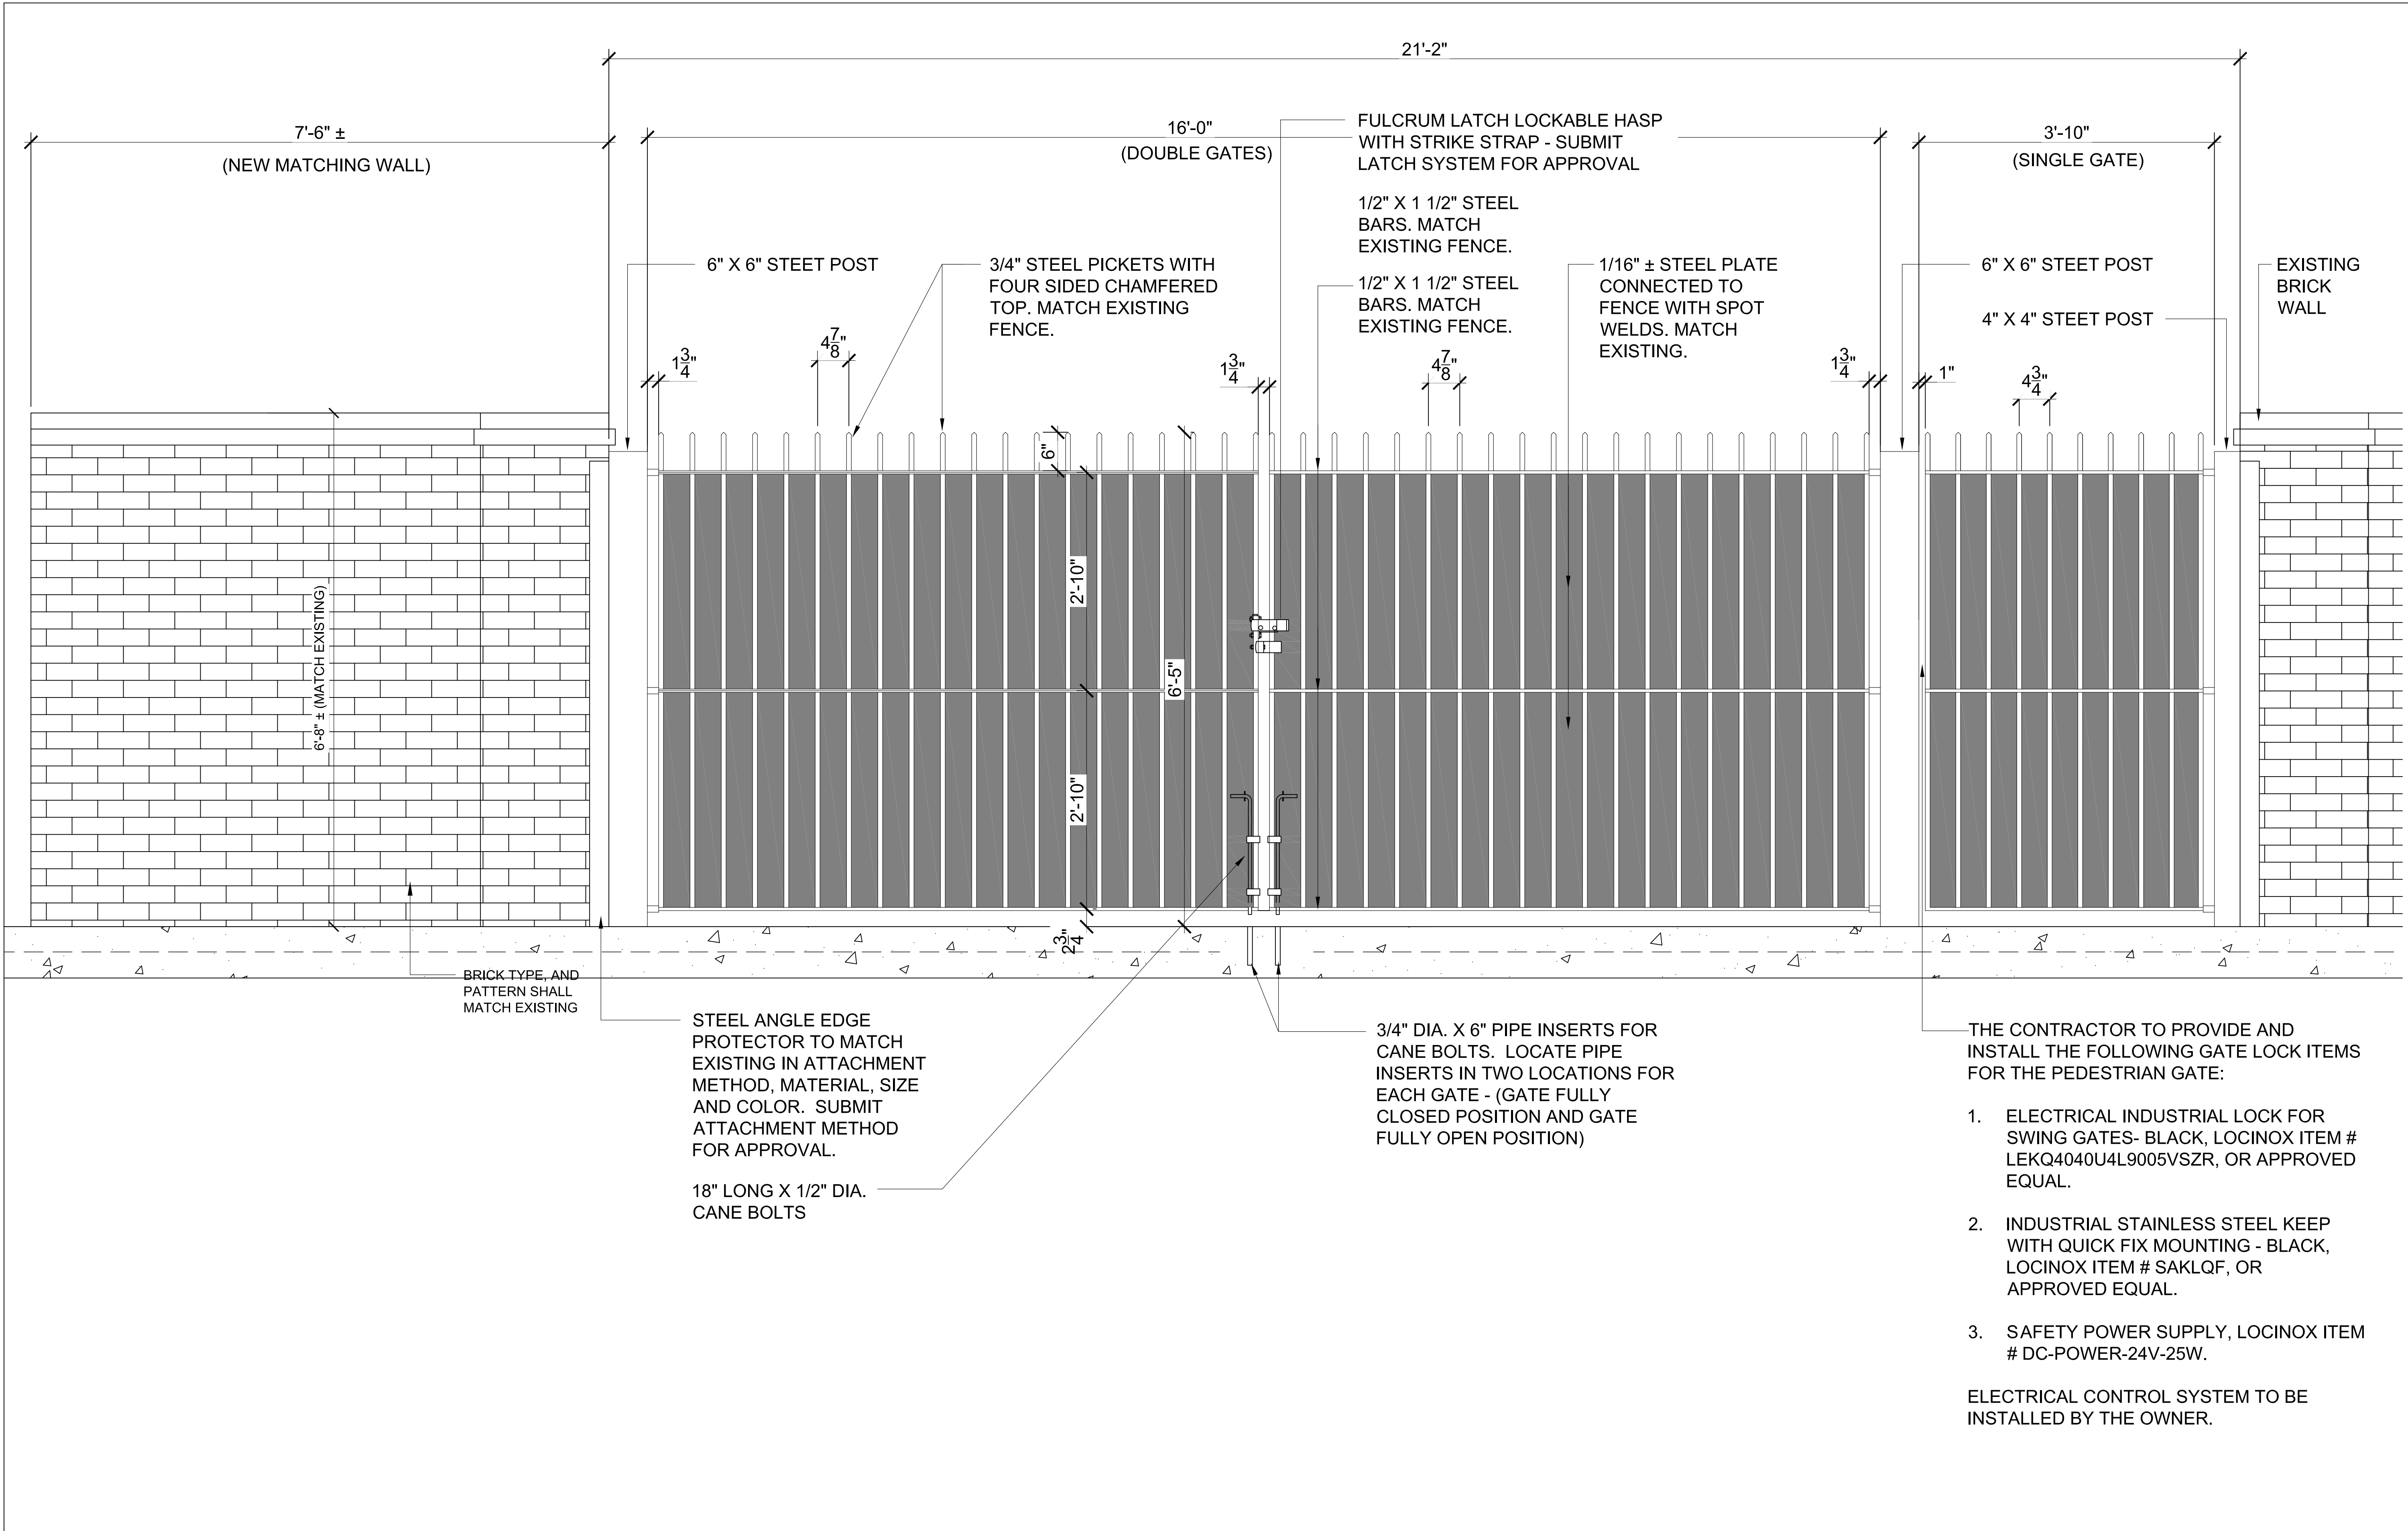 21'-2"
7'-6" ±
(NEW MATCHING WALL)
16'-0"
(DOUBLE GATES)
FULCRUM LATCH LOCKABLE HASP
WITH STRIKE STRAP - SUBMIT
LATCH SYSTEM FOR APPROVAL
3'-10"
(SINGLE GATE)
1/2" X 1 1/2" STEEL
BARS. MATCH
EXISTING FENCE.
6" X 6" STEET POST
3/4" STEEL PICKETS WITH
FOUR SIDED CHAMFERED
TOP. MATCH EXISTING
FENCE.
1/2" X 1 1/2" STEEL
BARS. MATCH
EXISTING FENCE.
1/16" ± STEEL PLATE
CONNECTED TO
FENCE WITH SPOT
WELDS. MATCH
EXISTING.
6" X 6" STEET POST
4" X 4" STEET POST
EXISTING
BRICK
WALL
1 3/4"
4 7/8"
1 3/4"
4 7/8"
1 3/4"
1"
4 3/4"
6"
2'-10"
6'-5"
6'-8" ± (MATCH EXISTING)
2'-10"
2 3/4"
BRICK TYPE, AND
PATTERN SHALL
MATCH EXISTING
STEEL ANGLE EDGE
PROTECTOR TO MATCH
EXISTING IN ATTACHMENT
METHOD, MATERIAL, SIZE
AND COLOR. SUBMIT
ATTACHMENT METHOD
FOR APPROVAL.
18" LONG X 1/2" DIA.
CANE BOLTS
3/4" DIA. X 6" PIPE INSERTS FOR
CANE BOLTS. LOCATE PIPE
INSERTS IN TWO LOCATIONS FOR
EACH GATE - (GATE FULLY
CLOSED POSITION AND GATE
FULLY OPEN POSITION)
THE CONTRACTOR TO PROVIDE AND
INSTALL THE FOLLOWING GATE LOCK ITEMS
FOR THE PEDESTRIAN GATE:
1. ELECTRICAL INDUSTRIAL LOCK FOR
SWING GATES- BLACK, LOCINOX ITEM #
LEKQ4040U4L9005VSZR, OR APPROVED
EQUAL.
2. INDUSTRIAL STAINLESS STEEL KEEP
WITH QUICK FIX MOUNTING - BLACK,
LOCINOX ITEM # SAKLQF, OR
APPROVED EQUAL.
3. SAFETY POWER SUPPLY, LOCINOX ITEM
# DC-POWER-24V-25W.
ELECTRICAL CONTROL SYSTEM TO BE
INSTALLED BY THE OWNER.